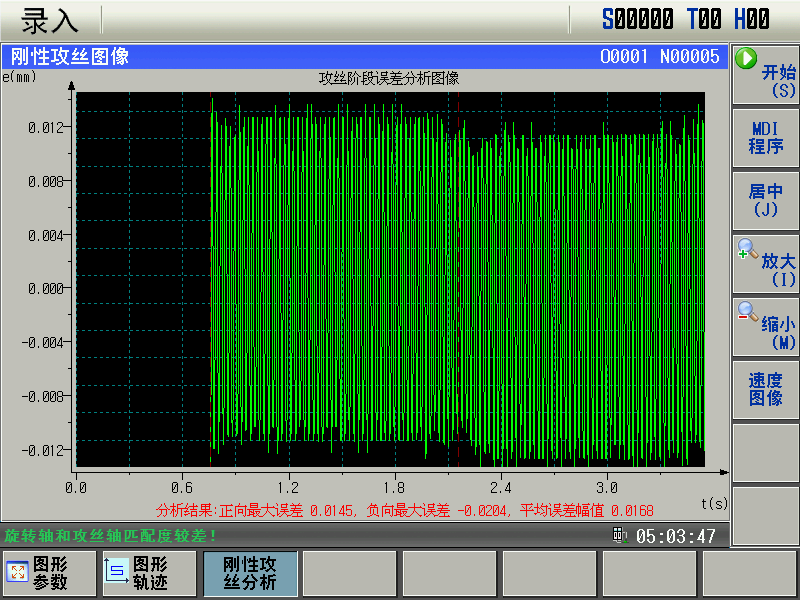 录入
S00000 T00 H00
刚性攻丝图像
O0001 N00005
e(mm)
攻丝阶段误差分析图像
0.012
0.008
0.004
0.000
-0.004
-0.008
-0.012
0.0 0.6 1.2 1.8 2.4 3.0
t(s)
分析结果:正向最大误差 0.0145, 负向最大误差 -0.0204, 平均误差幅值 0.0168
旋转轴和攻丝轴匹配度较差!
05:03:47
开始
(S)
MDI
程序
居中
(J)
放大
(I)
缩小
(M)
速度
图像
图形
参数
图形
轨迹
刚性攻
丝分析